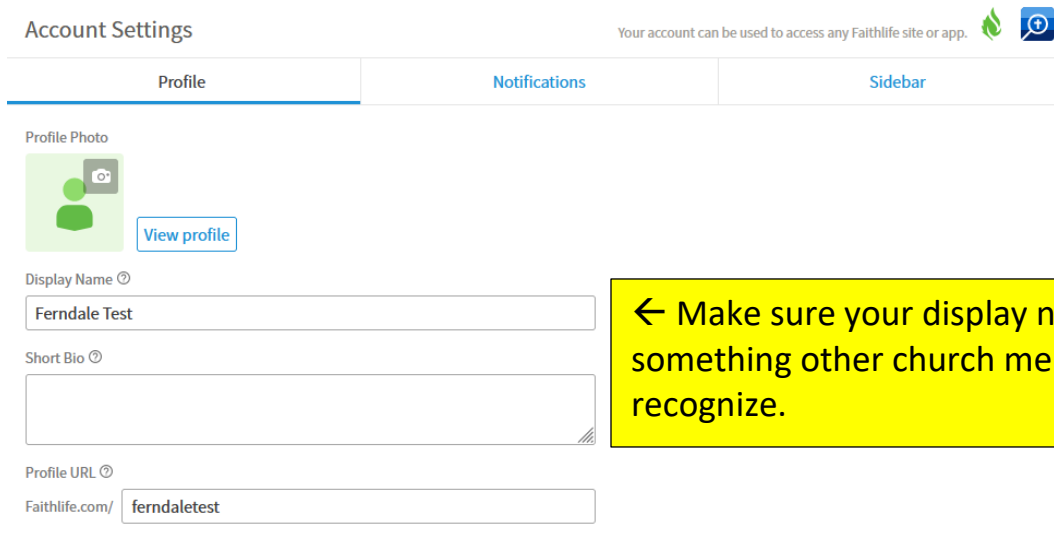 Account Settings
Your account can be used to access any Faithlife site or app.
Profile
Notifications
Sidebar
Profile Photo
View profile
Display Name
Ferndale Test
← Make sure your display
something other church
recognize.
Short Bio
Profile URL
Faithlife.com/ ferndaletest